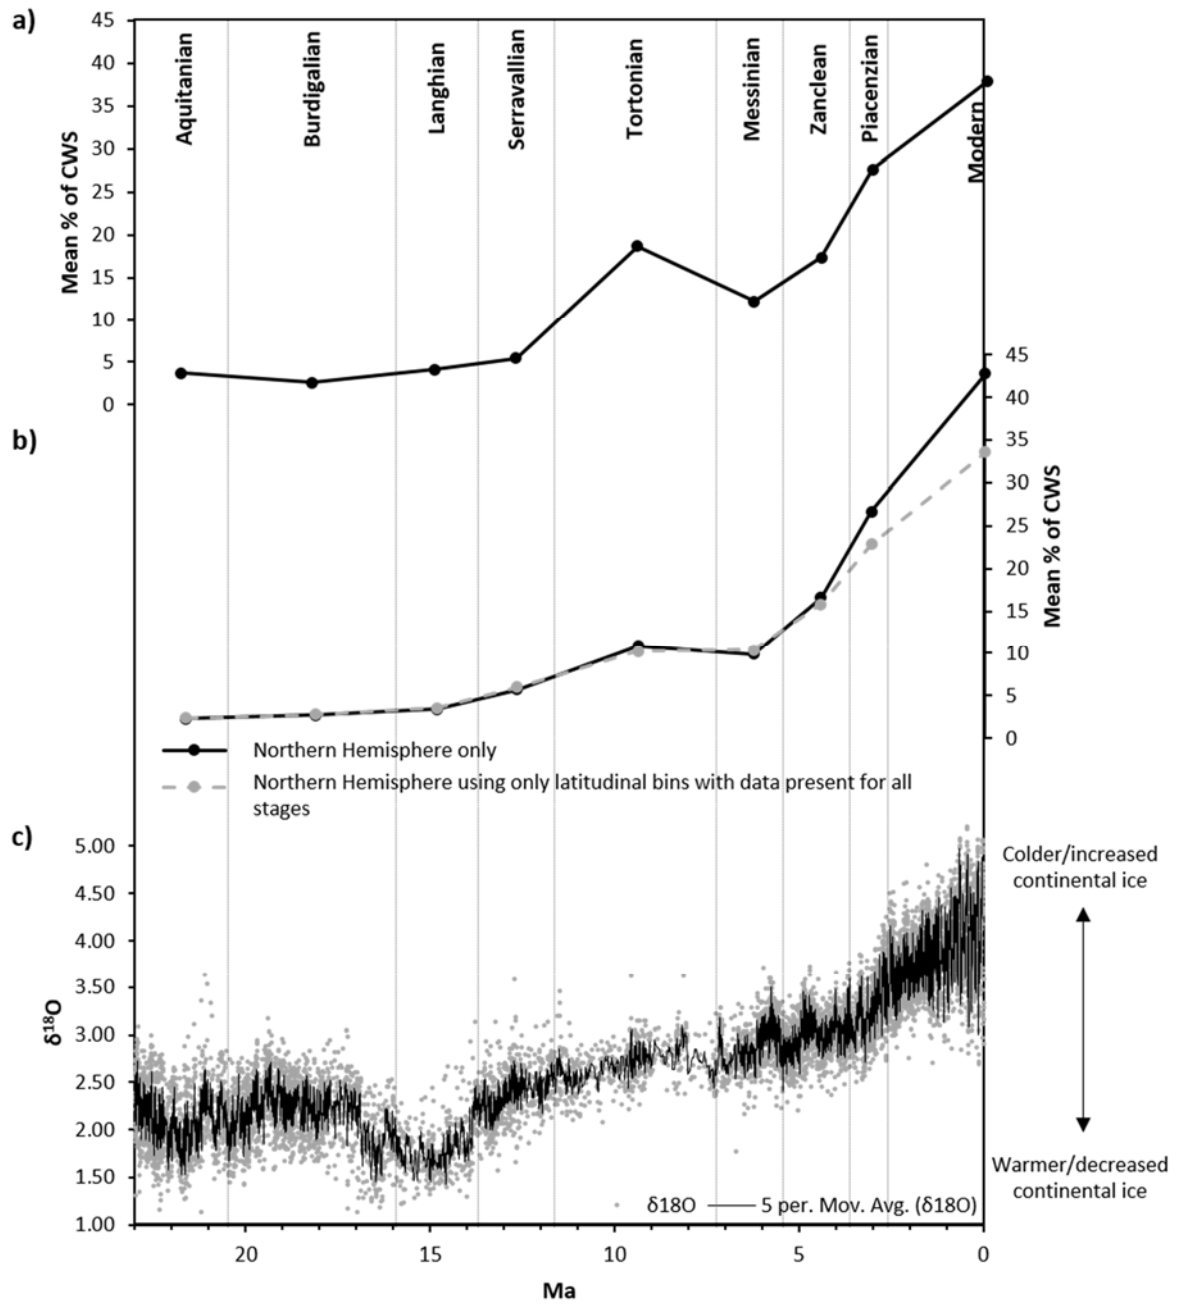 a)
45
40
35
30
25
20
15
10
5
0
Mean % of CWS
Aquitanian
Burdigalian
Langhian
Serravallian
Tortonian
Messinian
Zanclean
Piacenzian
Modern
b)
45
40
35
30
25
20
15
10
5
0
Mean % of CWS
Northern Hemisphere only
Northern Hemisphere using only latitudinal bins with data present for all
stages
c)
5.00
4.50
4.00
3.50
3.00
2.50
2.00
1.50
1.00
δ¹⁸O
Colder/increased
continental ice
Warmer/decreased
continental ice
δ18O
5 per. Mov. Avg. (δ18O)
20
15
10
5
0
Ma